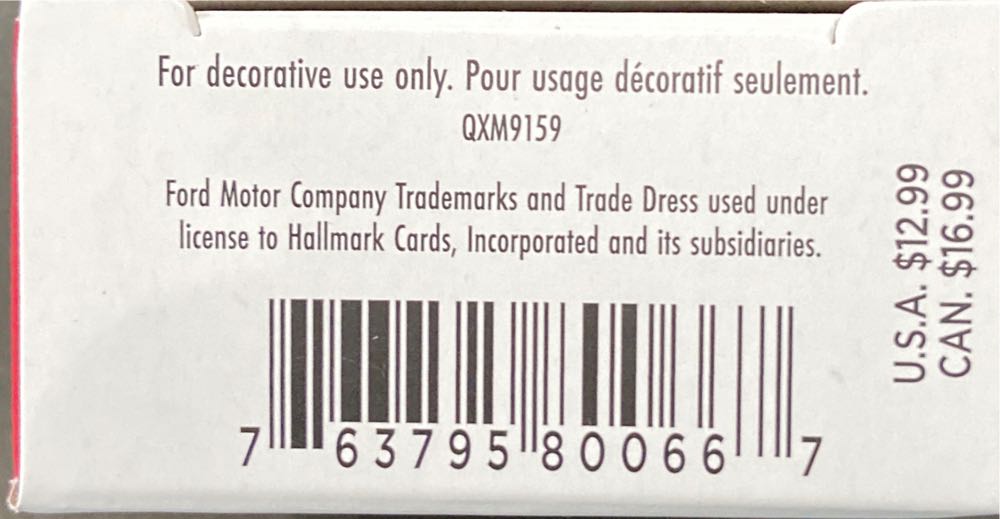 For decorative use only. Pour usage décoratif seulement.
QXM9159
Ford Motor Company Trademarks and Trade Dress used under
license to Hallmark Cards, Incorporated and its subsidiaries.
U.S.A. $12.99
CAN. $16.99
7 63795 80066 7